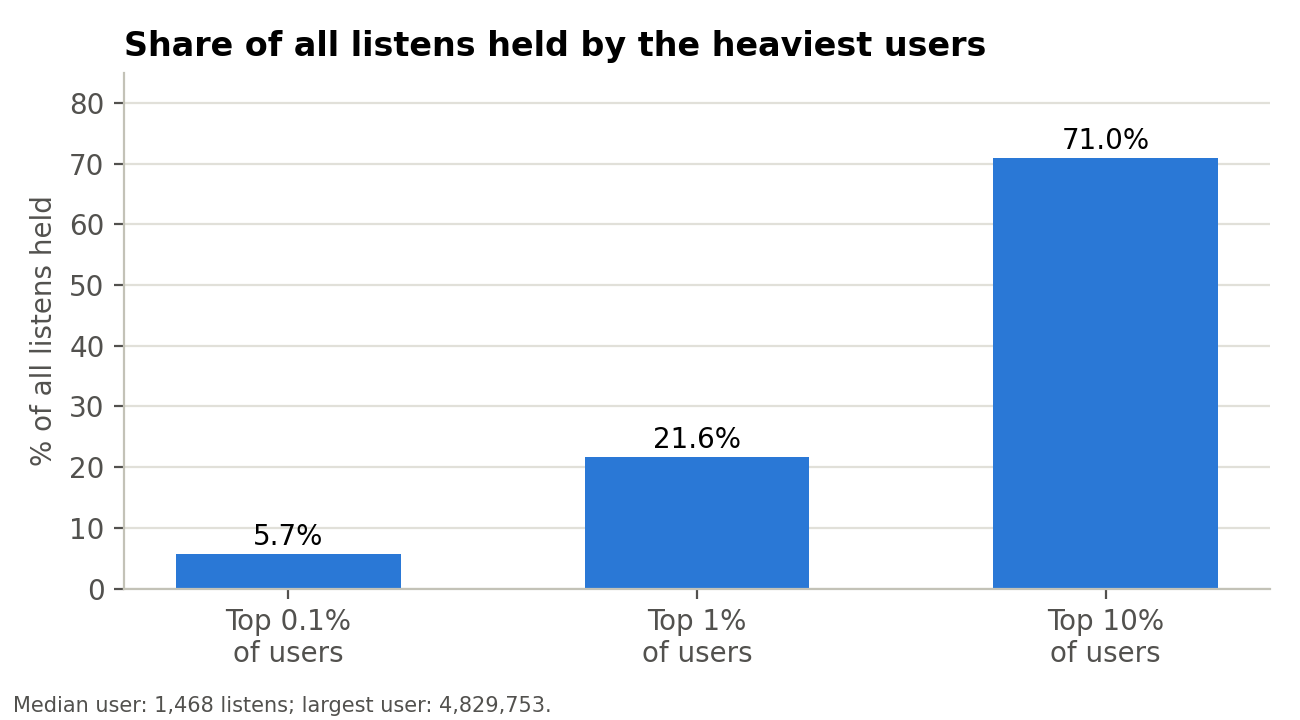 Share of all listens held by the heaviest users
% of all listens held
80
70
60
50
40
30
20
10
0
5.7%
21.6%
71.0%
Top 0.1%
of users
Top 1%
of users
Top 10%
of users
Median user: 1,468 listens; largest user: 4,829,753.